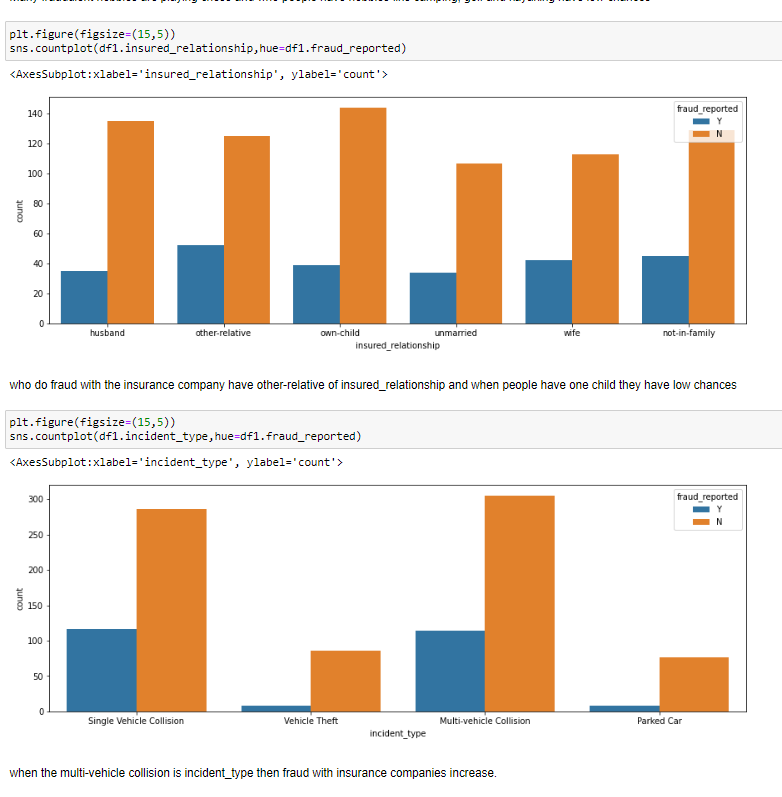 plt.figure(figsize=(15,5))
sns.countplot(df1.insured_relationship,hue=df1.fraud_reported)
<AxesSubplot:xlabel='insured_relationship', ylabel='count'>
fraud_reported
Y
N
140
120
100
80
60
40
20
0
count
husband other-relative own-child unmarried wife not-in-family
insured_relationship
who do fraud with the insurance company have other-relative of insured_relationship and when people have one child they have low chances
plt.figure(figsize=(15,5))
sns.countplot(df1.incident_type,hue=df1.fraud_reported)
<AxesSubplot:xlabel='incident_type', ylabel='count'>
fraud_reported
Y
N
300
250
200
150
100
50
0
count
Single Vehicle Collision Vehicle Theft Multi-vehicle Collision Parked Car
incident_type
when the multi-vehicle collision is incident_type then fraud with insurance companies increase.